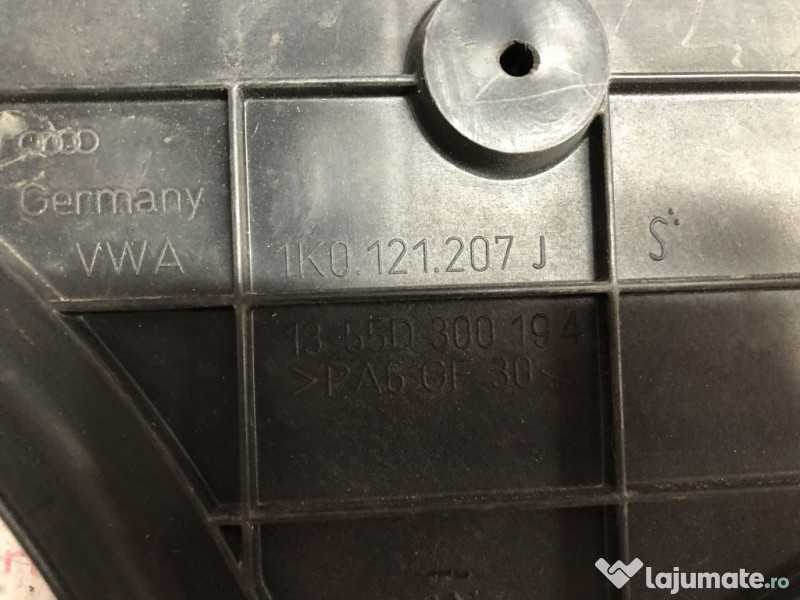 Germany
VWA
1K0.121.207 J
S
13-55D 300 194
>PA6 GF 30<
lajumate.ro